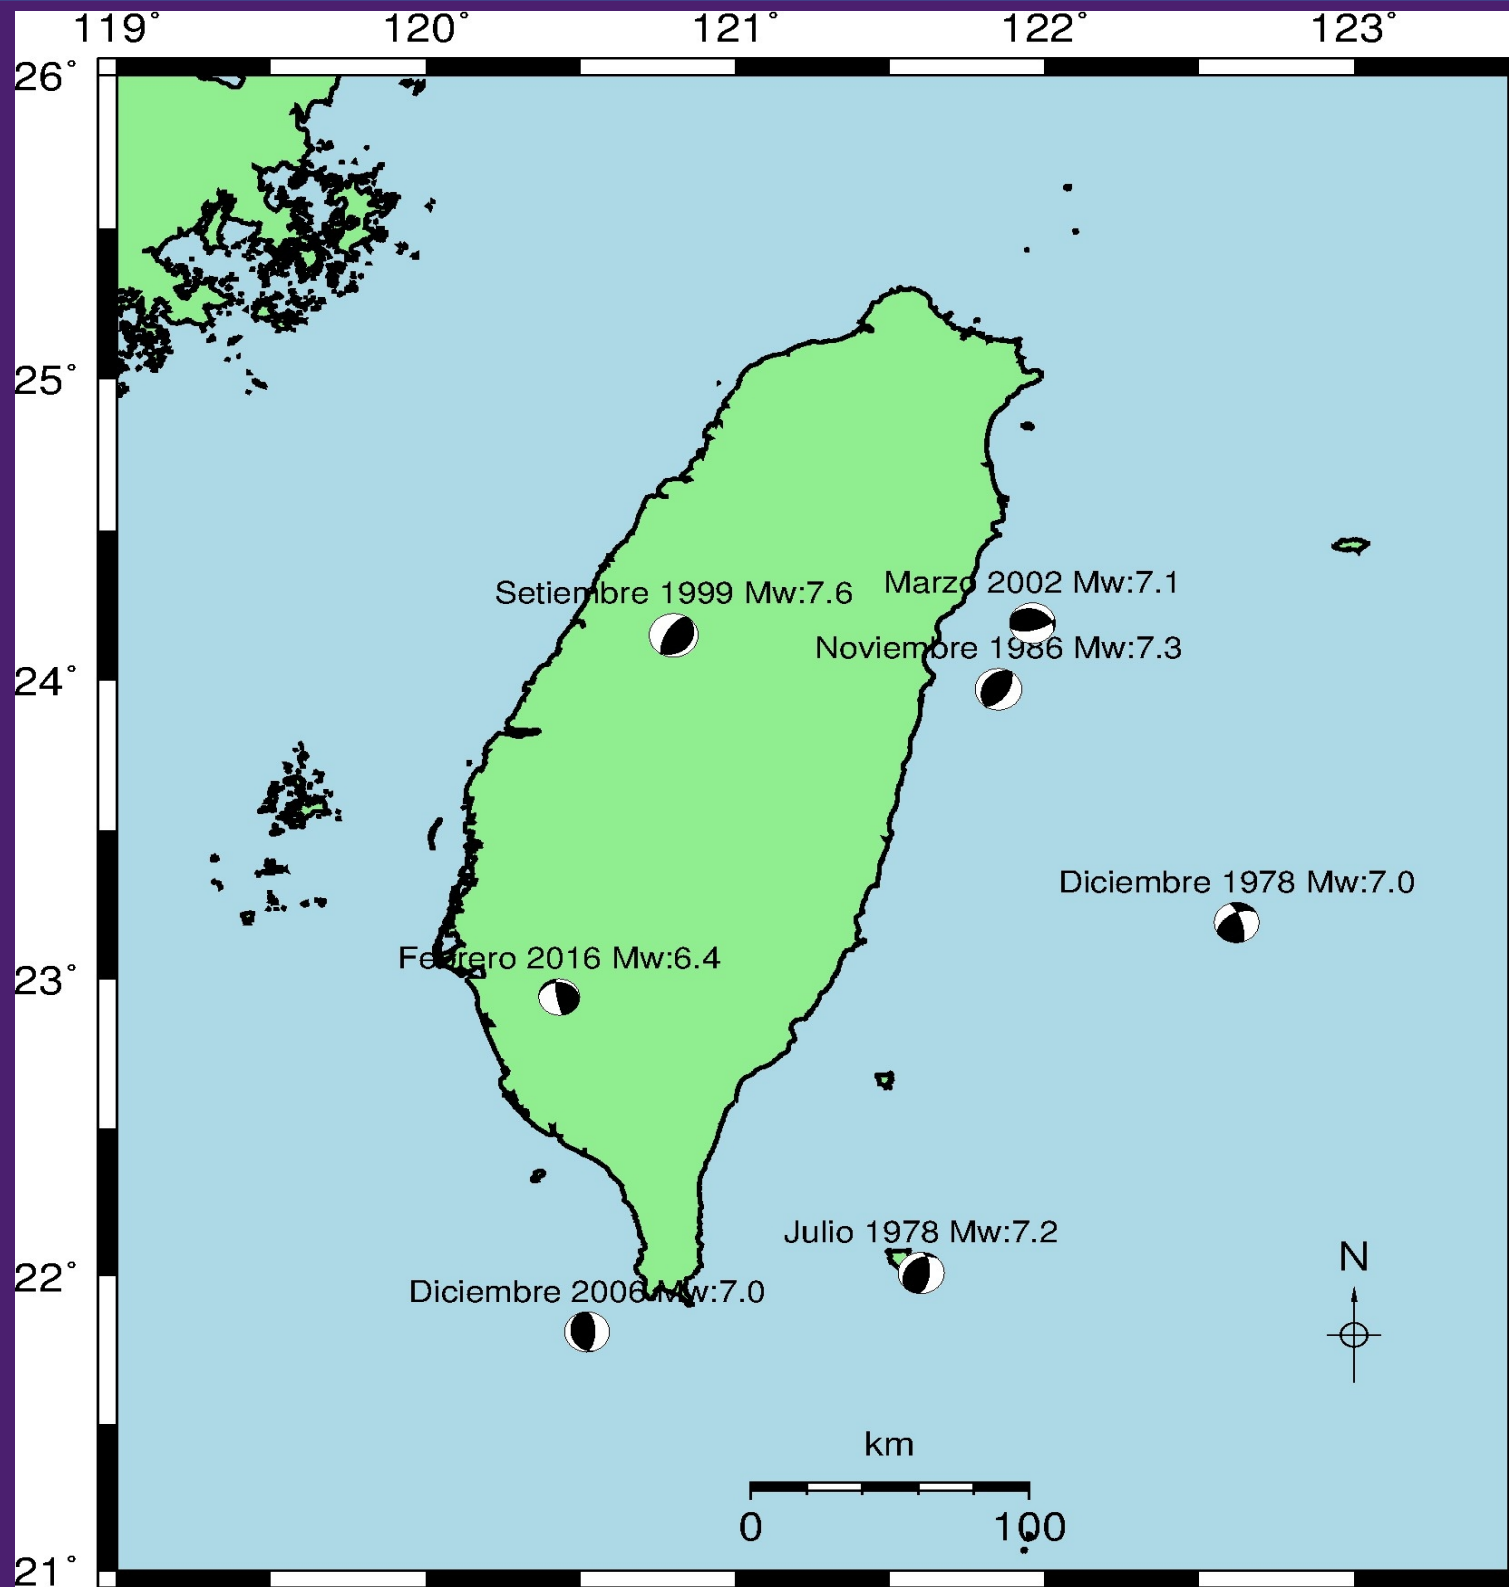 119° 120° 121° 122° 123°
26°
25°
Marzo 2002 Mw:7.1
Setiembre 1999 Mw:7.6
Noviembre 1986 Mw:7.3
24°
Diciembre 1978 Mw:7.0
Febrero 2016 Mw:6.4
23°
Julio 1978 Mw:7.2
N
22°
Diciembre 2006 Mw:7.0
km
0 100
21°